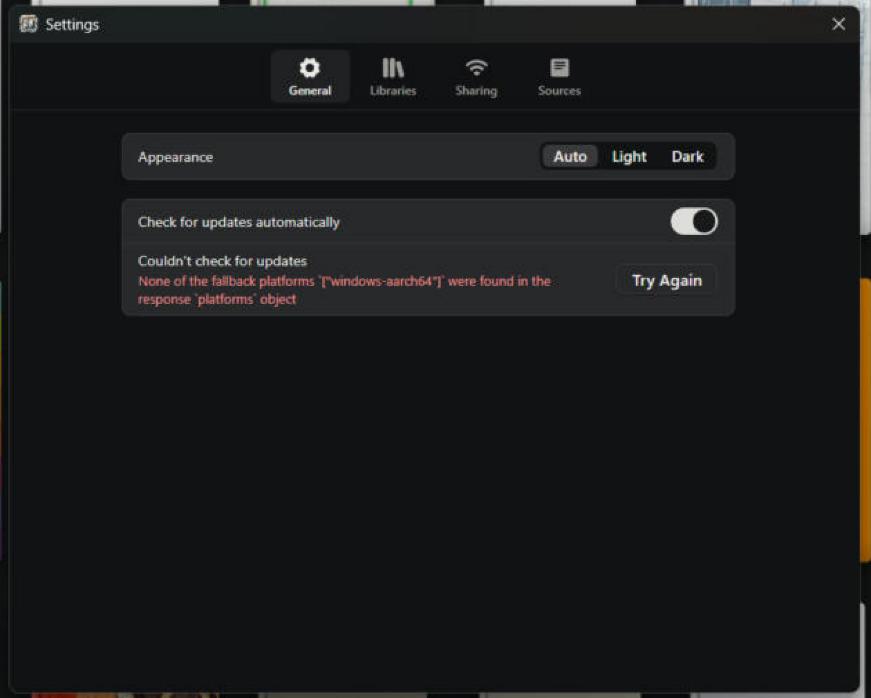 Settings
General
Libraries
Sharing
Sources
Appearance
Auto Light Dark
Check for updates automatically
Couldn't check for updates
None of the fallback platforms `["windows-aarch64"]` were found in the
response `platforms` object
Try Again